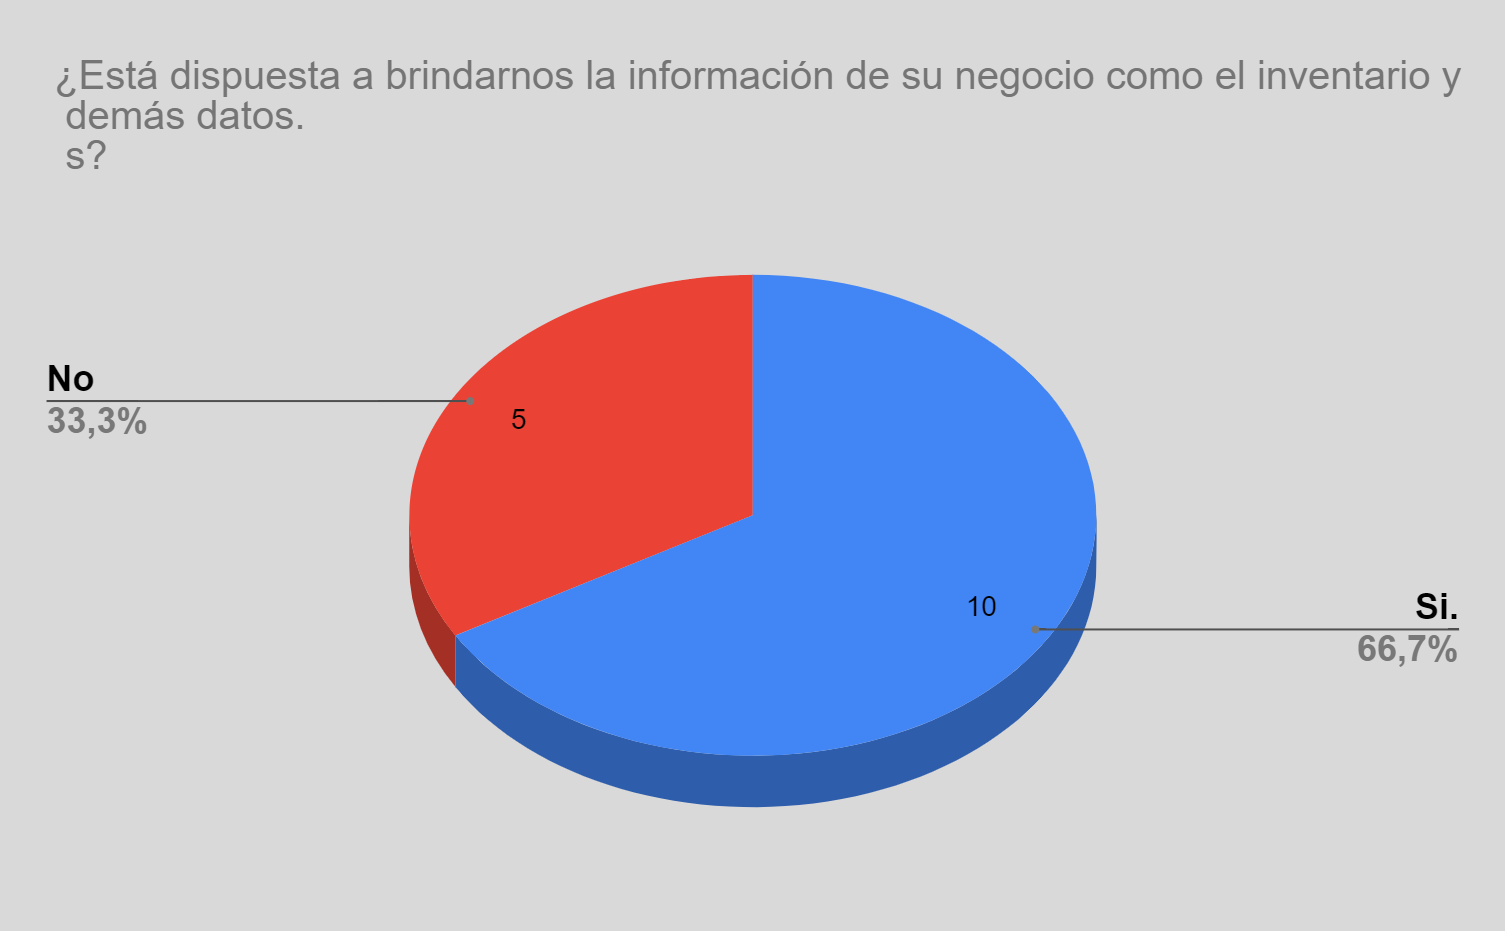 ¿Está dispuesta a brindarnos la información de su negocio como el inventario y
demás datos.
s?
No
33,3%
5
10
Si.
66,7%